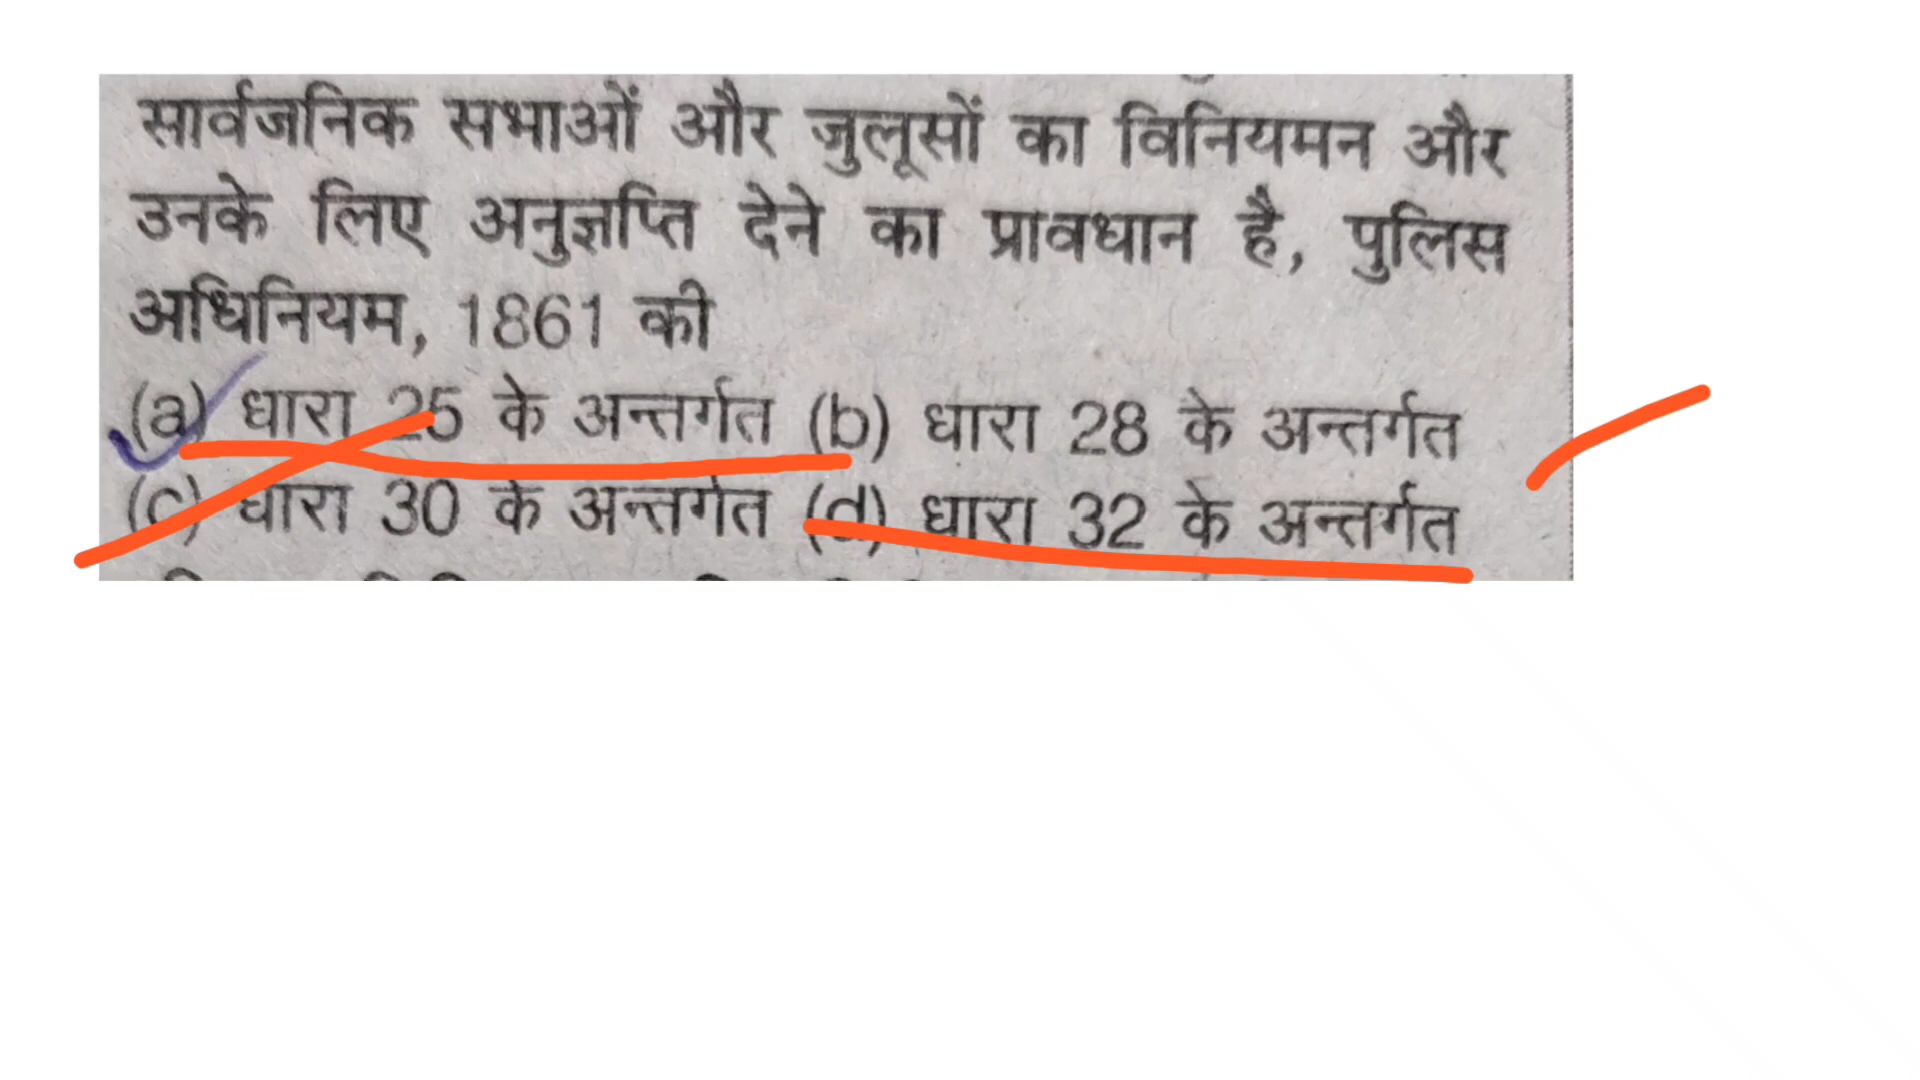 सार्वजनिक सभाओं और जुलूसों का विनियमन और
उनके लिए अनुज्ञप्ति देने का प्रावधान है, पुलिस
अधिनियम, 1861 की
(a) धारा 25 के अन्तर्गत (b) धारा 28 के अन्तर्गत
(c) धारा 30 के अन्तर्गत (d) धारा 32 के अन्तर्गत